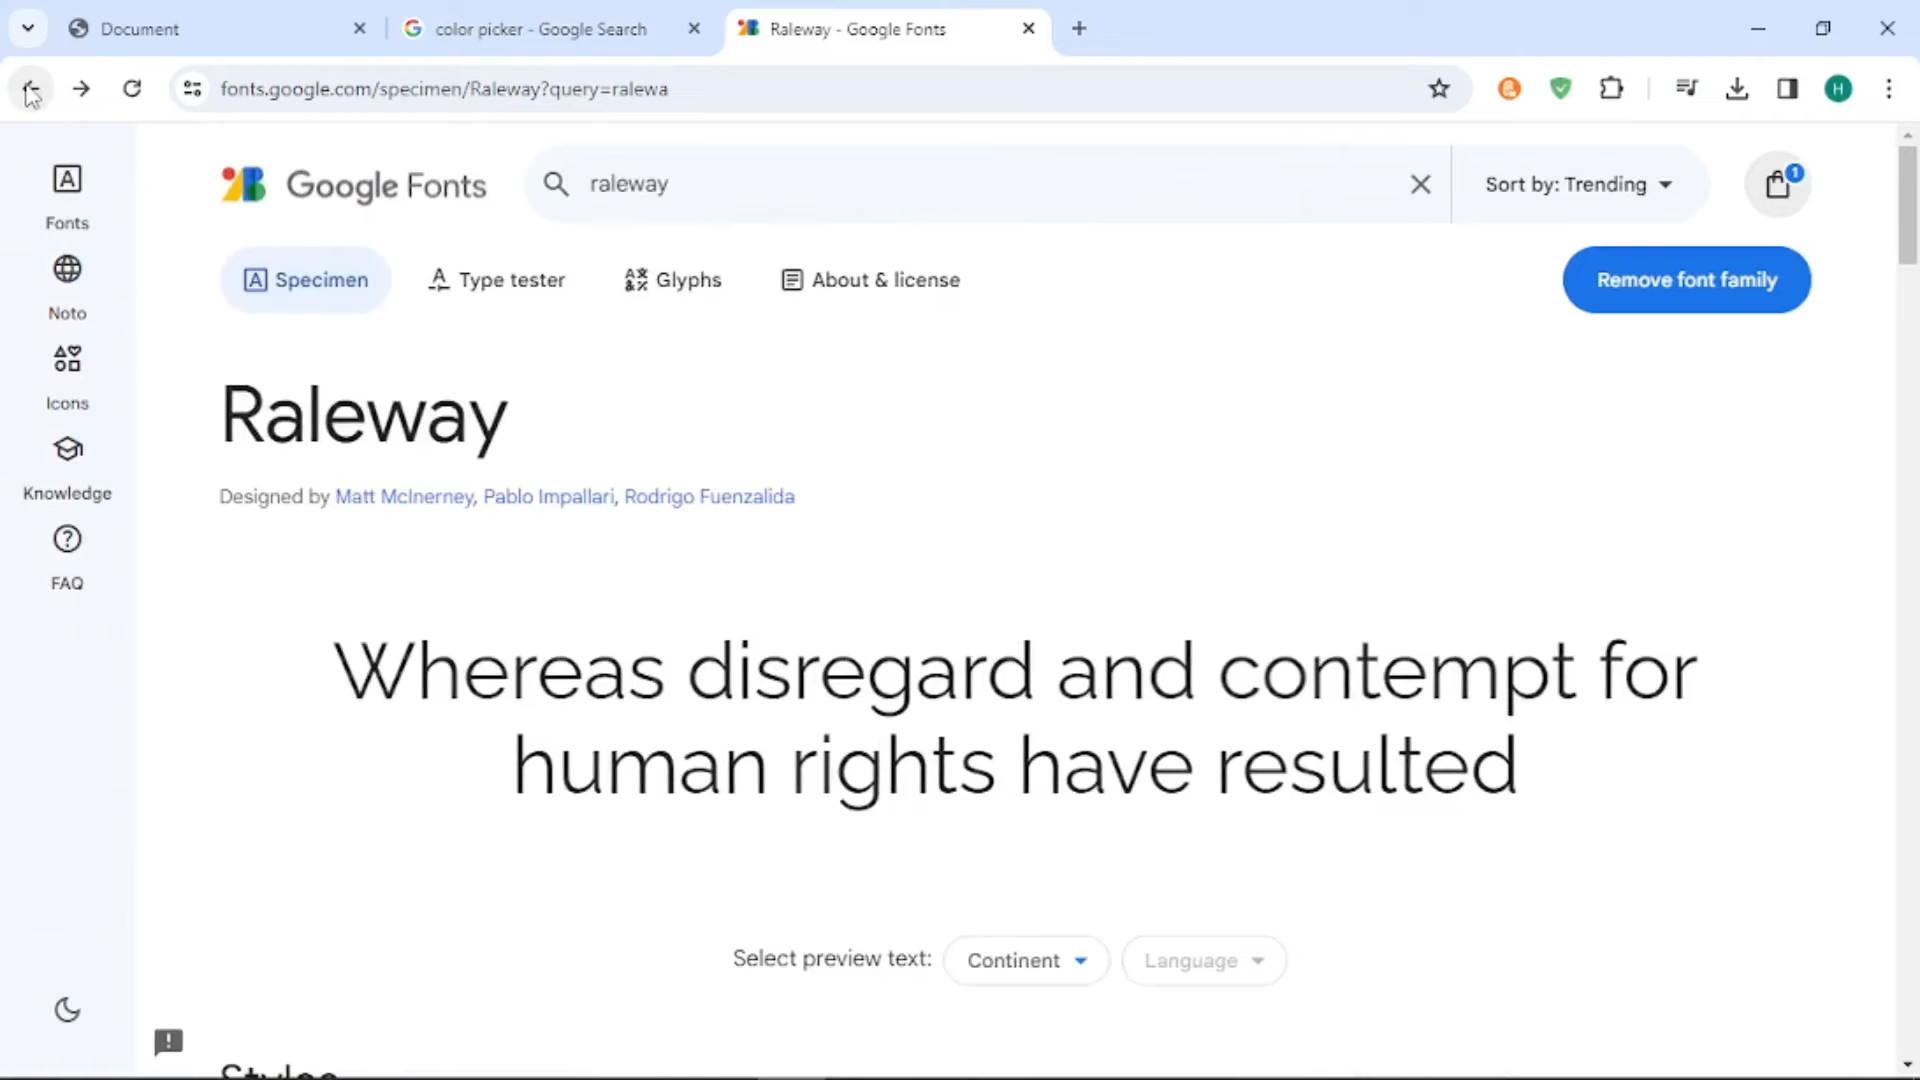 Document
color picker - Google Search
Raleway - Google Fonts
fonts.google.com/specimen/Raleway?query=ralewa
H
Google Fonts
raleway
Sort by: Trending
1
Fonts
Noto
Icons
Knowledge
FAQ
Specimen
Type tester
Glyphs
About & license
Remove font family
Raleway
Designed by Matt McInerney, Pablo Impallari, Rodrigo Fuenzalida
Whereas disregard and contempt for
human rights have resulted
Select preview text:
Continent
Language
Styles